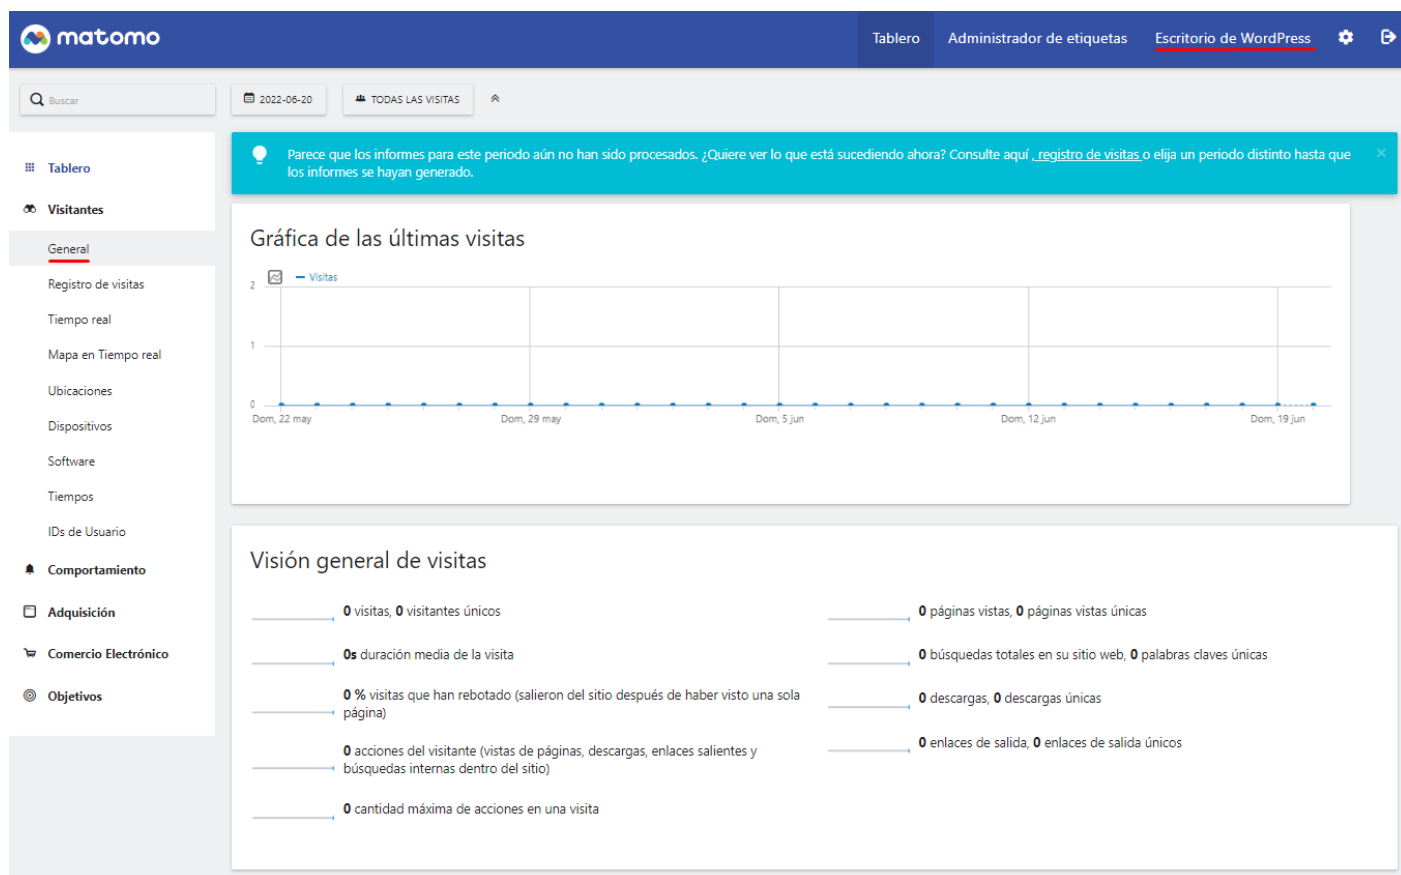 matomo
Tablero
Administrador de etiquetas
Escritorio de WordPress
Buscar
2022-06-20
TODAS LAS VISITAS
Tablero
Visitantes
General
Registro de visitas
Tiempo real
Mapa en Tiempo real
Ubicaciones
Dispositivos
Software
Tiempos
IDs de Usuario
Comportamiento
Adquisición
Comercio Electrónico
Objetivos
Parece que los informes para este periodo aún no han sido procesados. ¿Quiere ver lo que está sucediendo ahora? Consulte aquí , registro de visitas o elija un periodo distinto hasta que
los informes se hayan generado.
Gráfica de las últimas visitas
Visitas
2
1
0
Dom, 22 may
Dom, 29 may
Dom, 5 jun
Dom, 12 jun
Dom, 19 jun
Visión general de visitas
0 visitas, 0 visitantes únicos
0s duración media de la visita
0 % visitas que han rebotado (salieron del sitio después de haber visto una sola
página)
0 acciones del visitante (vistas de páginas, descargas, enlaces salientes y
búsquedas internas dentro del sitio)
0 cantidad máxima de acciones en una visita
0 páginas vistas, 0 páginas vistas únicas
0 búsquedas totales en su sitio web, 0 palabras claves únicas
0 descargas, 0 descargas únicas
0 enlaces de salida, 0 enlaces de salida únicos